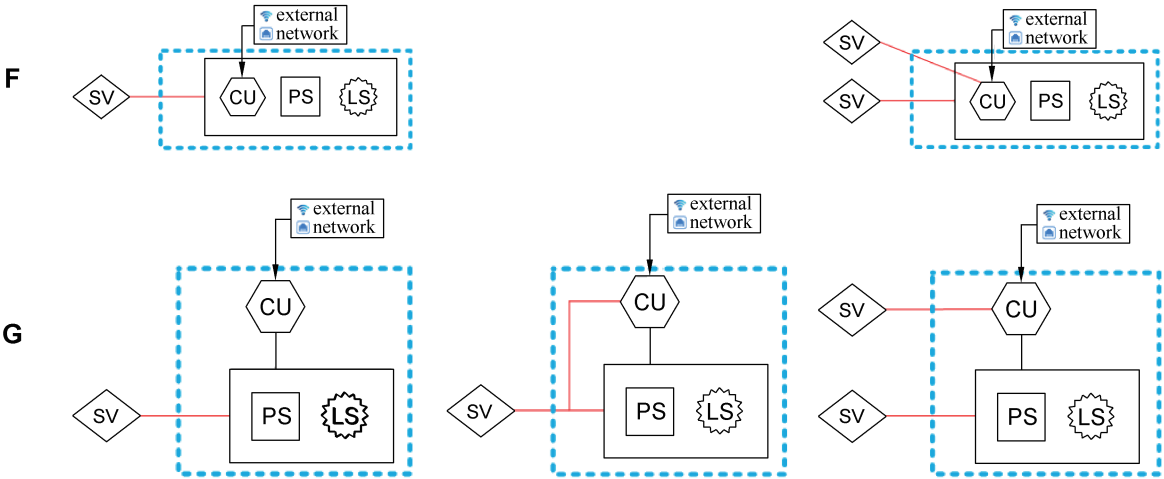 external
network
SV
CU PS LS
F
external
network
SV
SV
CU PS LS
external
network
CU
SV
PS LS
G
external
network
CU
SV
PS LS
external
network
SV
CU
SV
PS LS